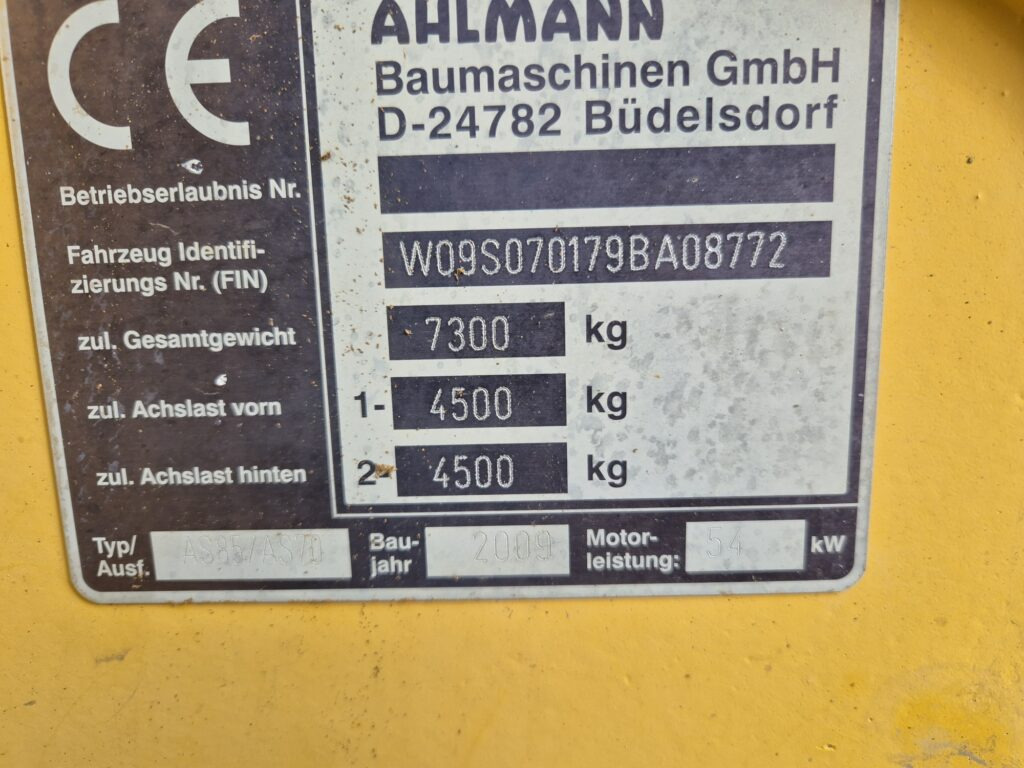 CE
AHLMANN
Baumaschinen GmbH
D-24782 Büdelsdorf
Betriebserlaubnis Nr.
Fahrzeug Identifi-
zierungs Nr. (FIN)
W09S070179BA08772
zul. Gesamtgewicht
7300 kg
zul. Achslast vorn
1- 4500 kg
zul. Achslast hinten
2- 4500 kg
Typ/
Ausf.
Bau-
jahr
2009
Motor-
leistung:
54 kW